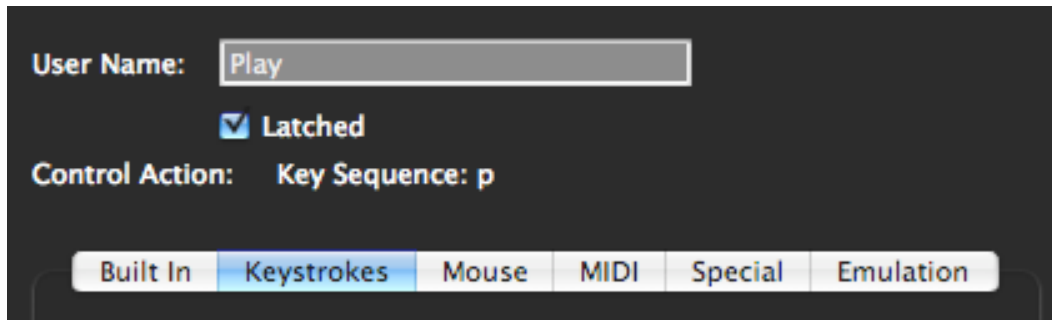 User Name: Play
Latched
Control Action: Key Sequence: p
Built In Keystrokes Mouse MIDI Special Emulation